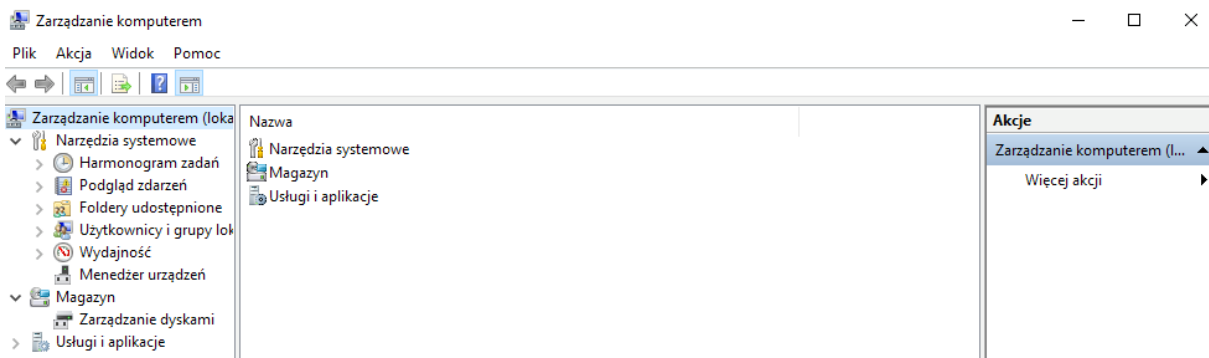 Zarządzanie komputerem
Plik Akcja Widok Pomoc
Zarządzanie komputerem (loka
Narzędzia systemowe
Harmonogram zadań
Podgląd zdarzeń
Foldery udostępnione
Użytkownicy i grupy lok
Wydajność
Menedżer urządzeń
Magazyn
Zarządzanie dyskami
Usługi i aplikacje
Nazwa
Narzędzia systemowe
Magazyn
Usługi i aplikacje
Akcje
Zarządzanie komputerem (l...
Więcej akcji